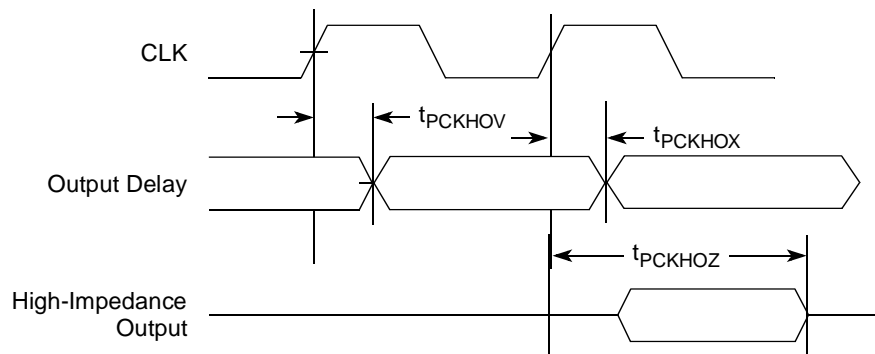 CLK
tPCKHOV
tPCKHOX
Output Delay
tPCKHOZ
High-Impedance
Output